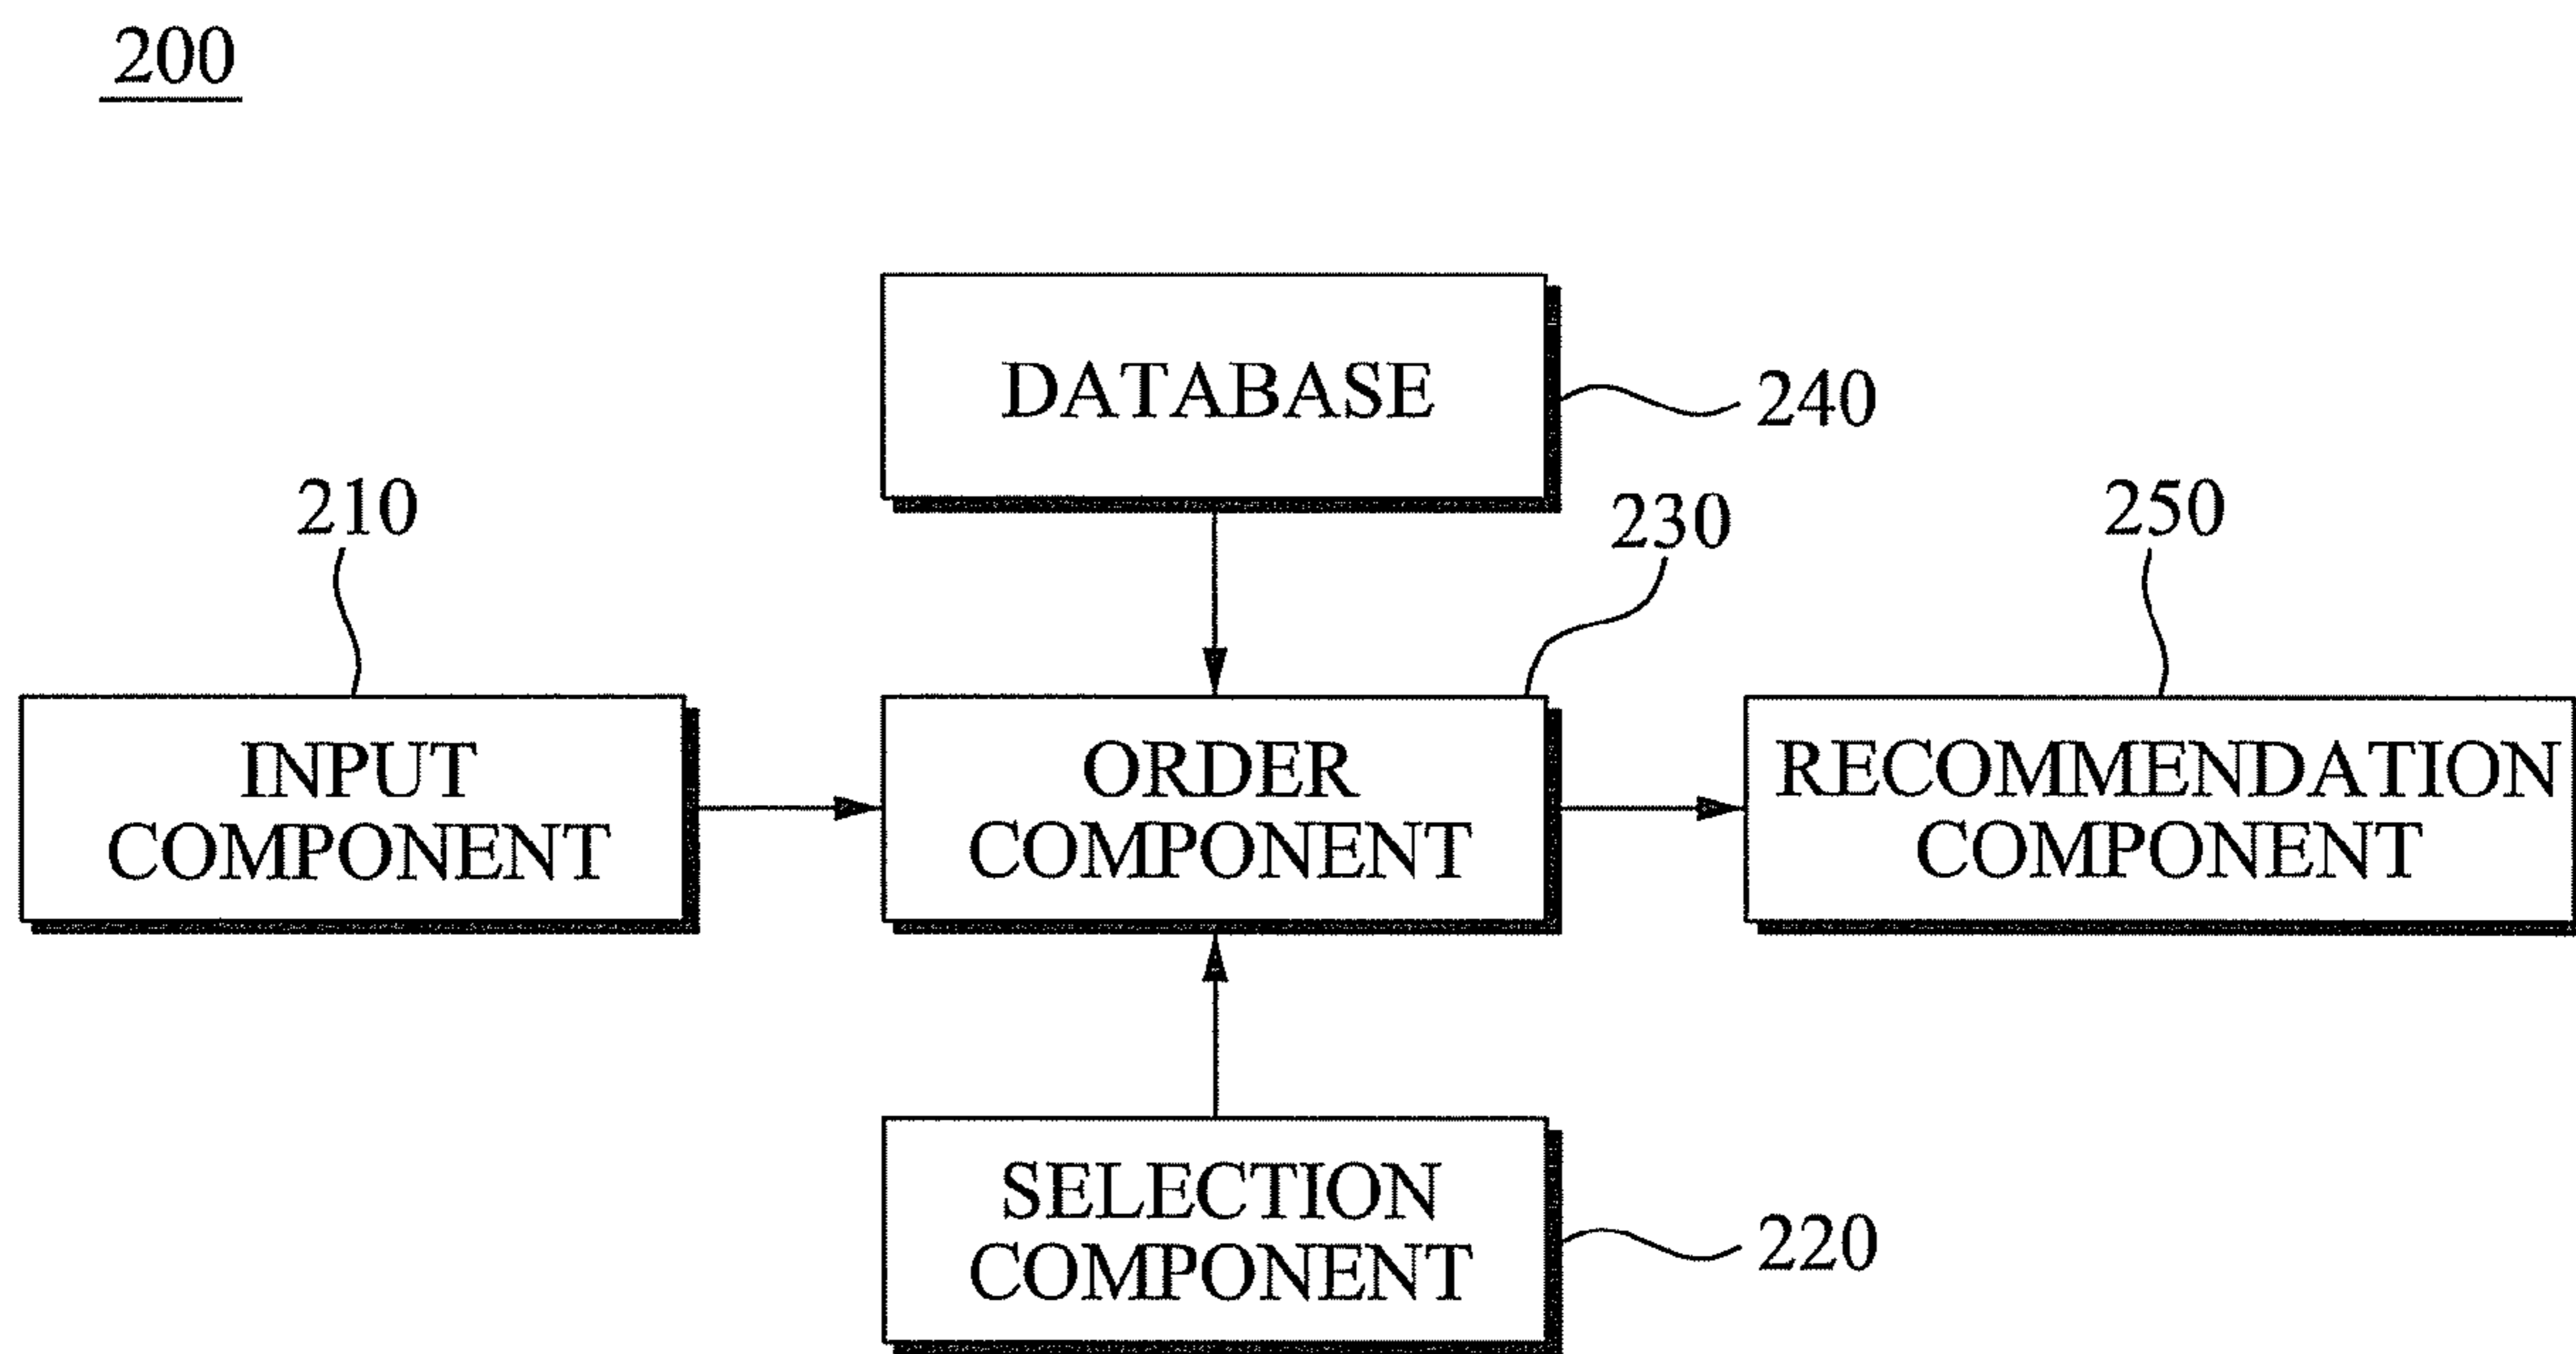 200
DATABASE
240
210
230
250
INPUT
COMPONENT
ORDER
COMPONENT
RECOMMENDATION
COMPONENT
SELECTION
COMPONENT
220